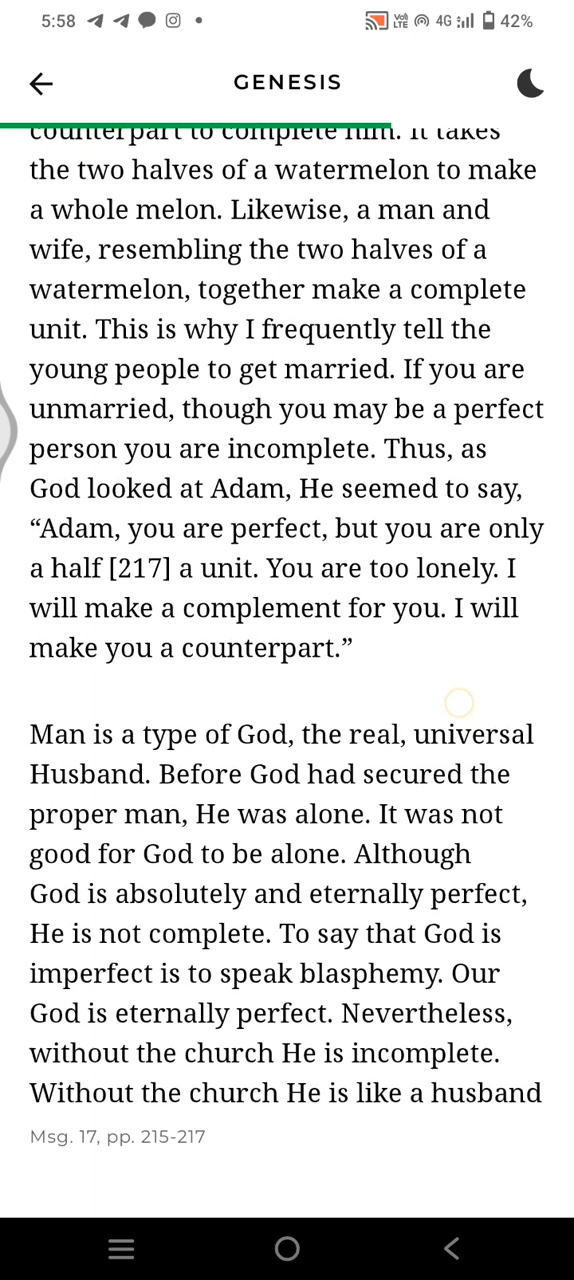 5:58
Vo))
LTE
4G
42%
GENESIS
counterpart to complete him. It takes
the two halves of a watermelon to make
a whole melon. Likewise, a man and
wife, resembling the two halves of a
watermelon, together make a complete
unit. This is why I frequently tell the
young people to get married. If you are
unmarried, though you may be a perfect
person you are incomplete. Thus, as
God looked at Adam, He seemed to say,
“Adam, you are perfect, but you are only
a half [217] a unit. You are too lonely. I
will make a complement for you. I will
make you a counterpart.”
Man is a type of God, the real, universal
Husband. Before God had secured the
proper man, He was alone. It was not
good for God to be alone. Although
God is absolutely and eternally perfect,
He is not complete. To say that God is
imperfect is to speak blasphemy. Our
God is eternally perfect. Nevertheless,
without the church He is incomplete.
Without the church He is like a husband
Msg. 17, pp. 215-217